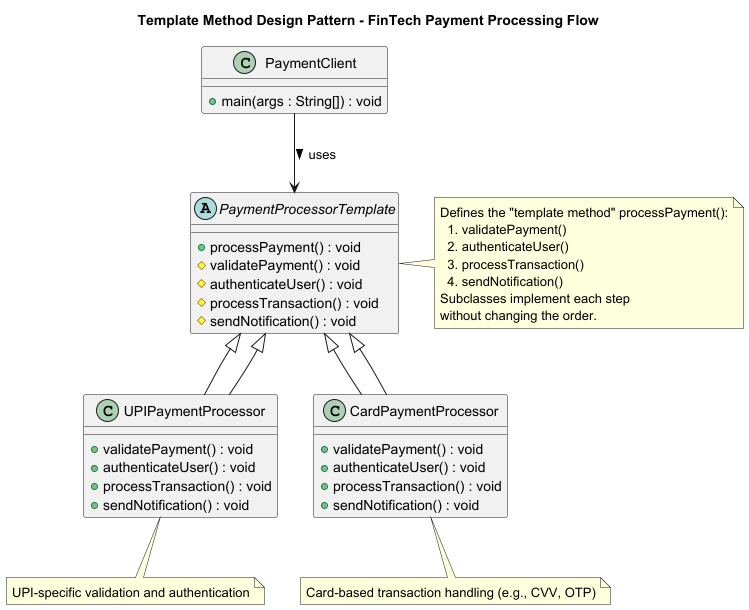 Template Method Design Pattern - FinTech Payment Processing Flow
C PaymentClient
main(args : String[]) : void
uses
A PaymentProcessorTemplate
processPayment() : void
validatePayment() : void
authenticateUser() : void
processTransaction() : void
sendNotification() : void
Defines the "template method" processPayment():
1. validatePayment()
2. authenticateUser()
3. processTransaction()
4. sendNotification()
Subclasses implement each step
without changing the order.
C UPIPaymentProcessor
validatePayment() : void
authenticateUser() : void
processTransaction() : void
sendNotification() : void
C CardPaymentProcessor
validatePayment() : void
authenticateUser() : void
processTransaction() : void
sendNotification() : void
UPI-specific validation and authentication
Card-based transaction handling (e.g., CVV, OTP)